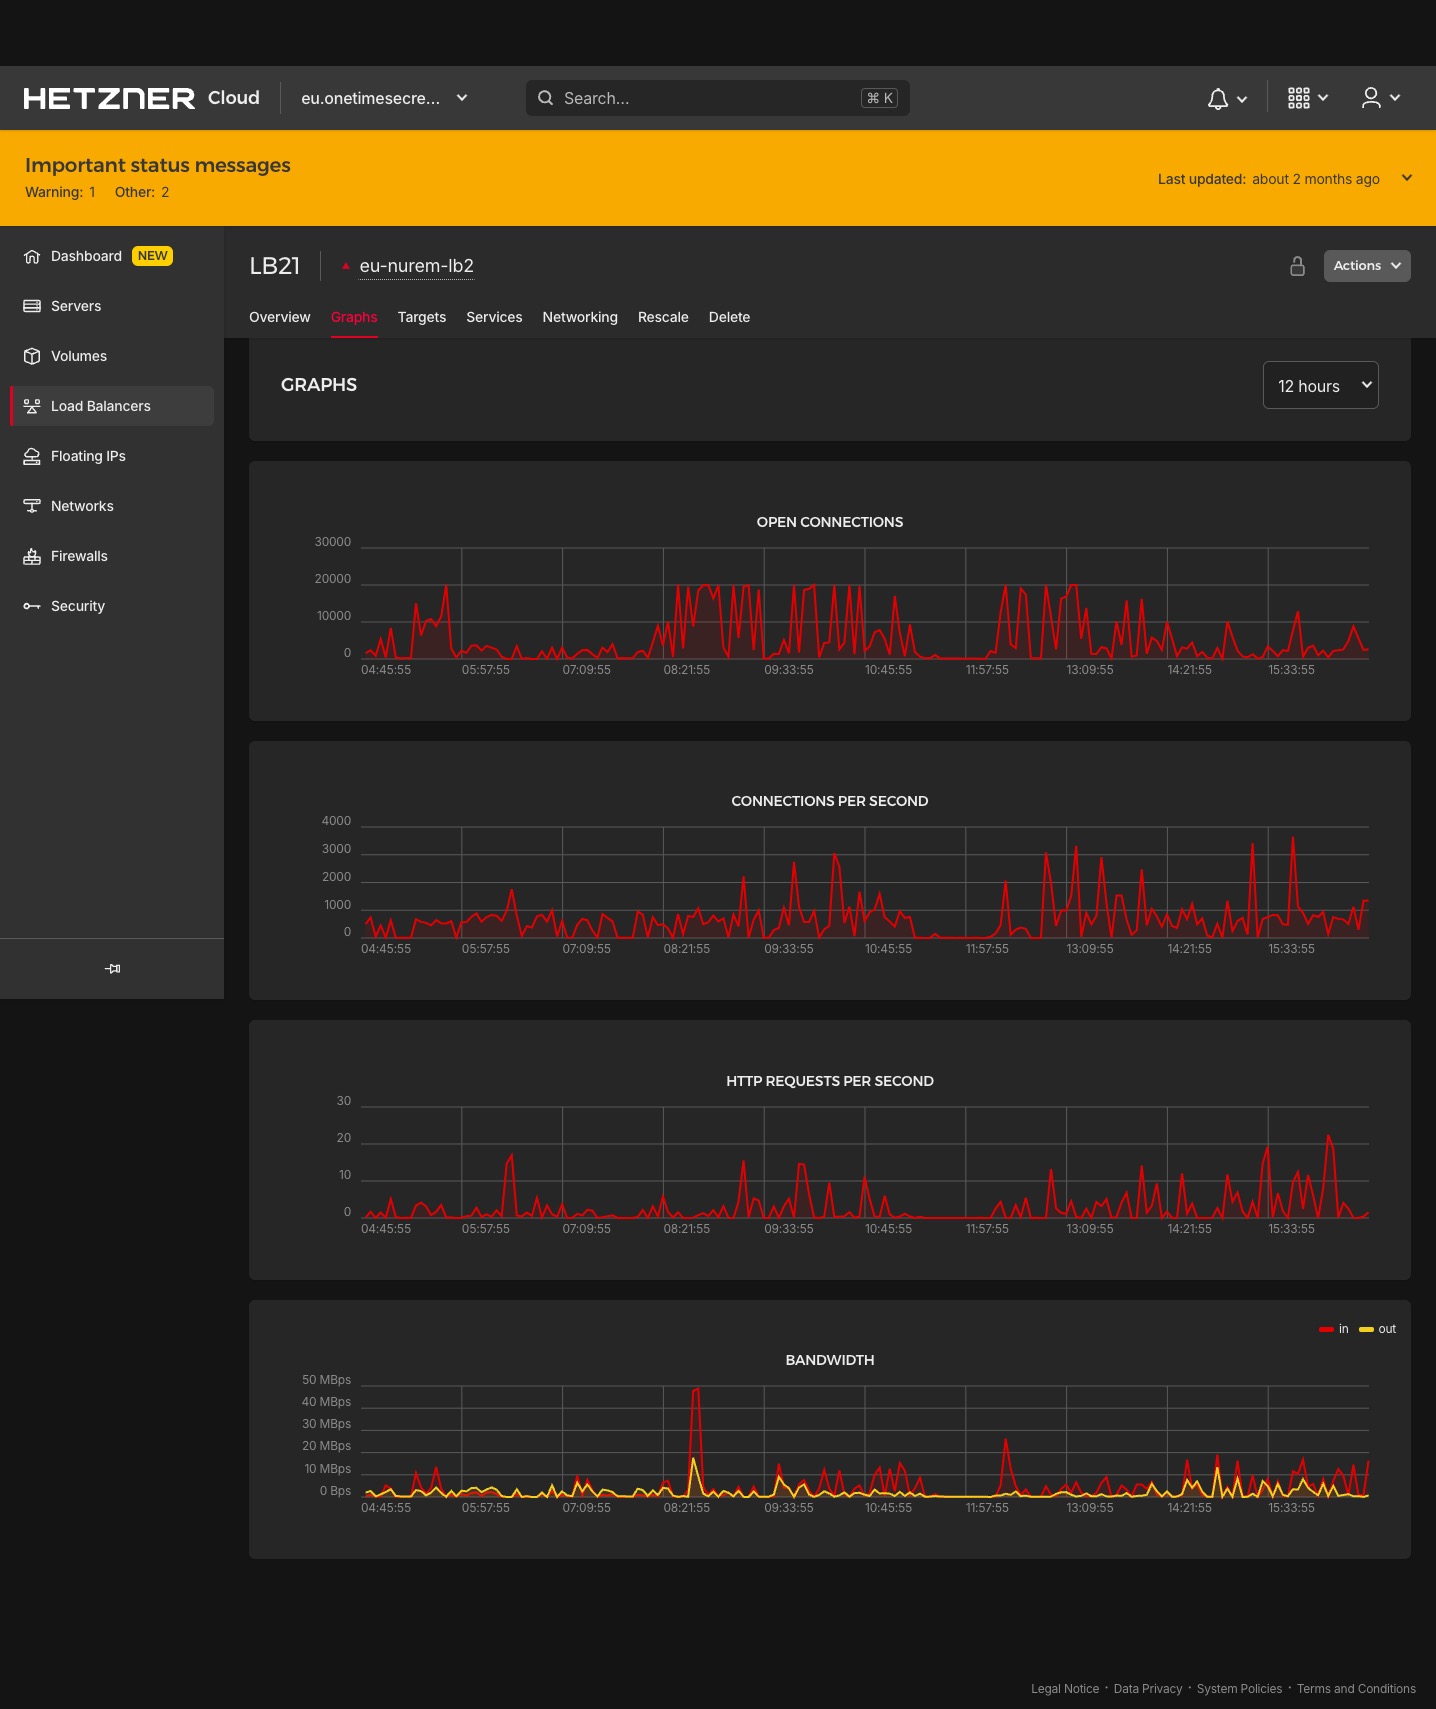 HETZNER Cloud
eu.onetimesecre...
Search...
⌘ K
Important status messages
Warning: 1 Other: 2
Last updated: about 2 months ago
Dashboard NEW
Servers
Volumes
Load Balancers
Floating IPs
Networks
Firewalls
Security
LB21
eu-nurem-lb2
Actions
Overview Graphs Targets Services Networking Rescale Delete
GRAPHS
12 hours
OPEN CONNECTIONS
30000
20000
10000
0
04:45:55 05:57:55 07:09:55 08:21:55 09:33:55 10:45:55 11:57:55 13:09:55 14:21:55 15:33:55
CONNECTIONS PER SECOND
4000
3000
2000
1000
0
04:45:55 05:57:55 07:09:55 08:21:55 09:33:55 10:45:55 11:57:55 13:09:55 14:21:55 15:33:55
HTTP REQUESTS PER SECOND
30
20
10
0
04:45:55 05:57:55 07:09:55 08:21:55 09:33:55 10:45:55 11:57:55 13:09:55 14:21:55 15:33:55
in out
BANDWIDTH
50 MBps
40 MBps
30 MBps
20 MBps
10 MBps
0 Bps
04:45:55 05:57:55 07:09:55 08:21:55 09:33:55 10:45:55 11:57:55 13:09:55 14:21:55 15:33:55
Legal Notice · Data Privacy · System Policies · Terms and Conditions